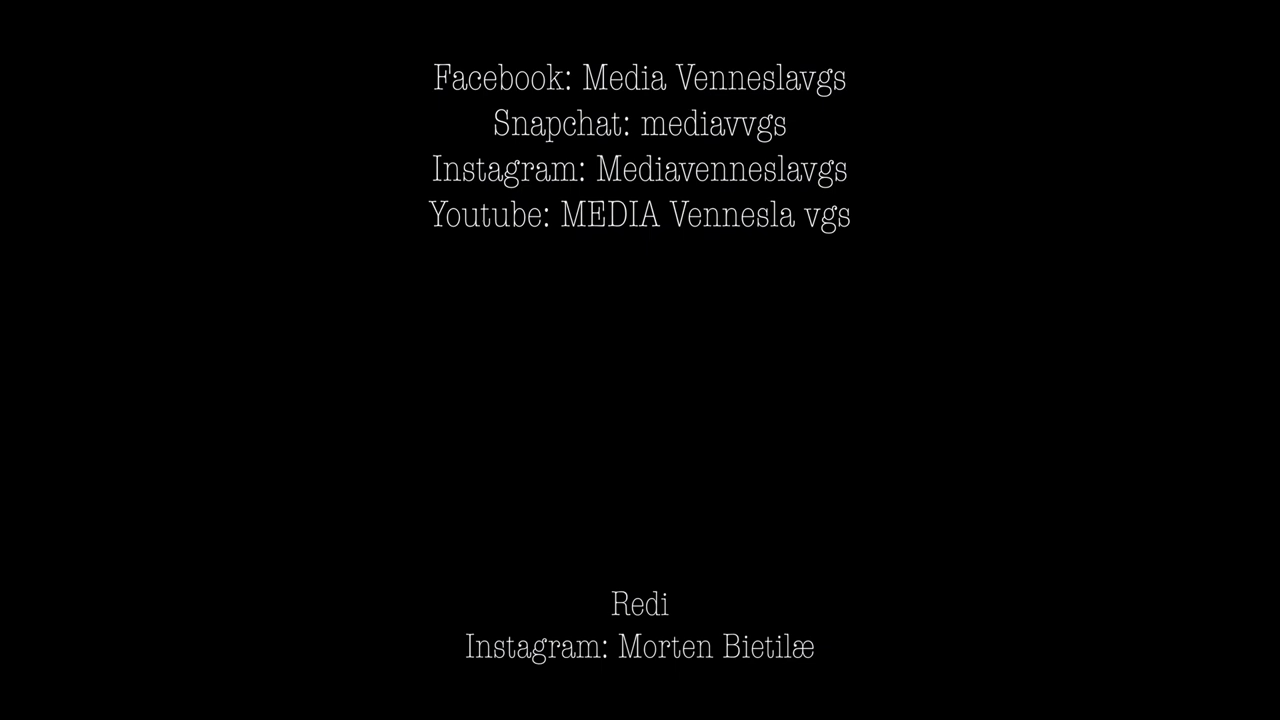 Facebook: Media Venneslavgs
Snapchat: mediavvgs
Instagram: Mediavenneslavgs
Youtube: MEDIA Vennesla vgs
Redi
Instagram: Morten Bietilæ